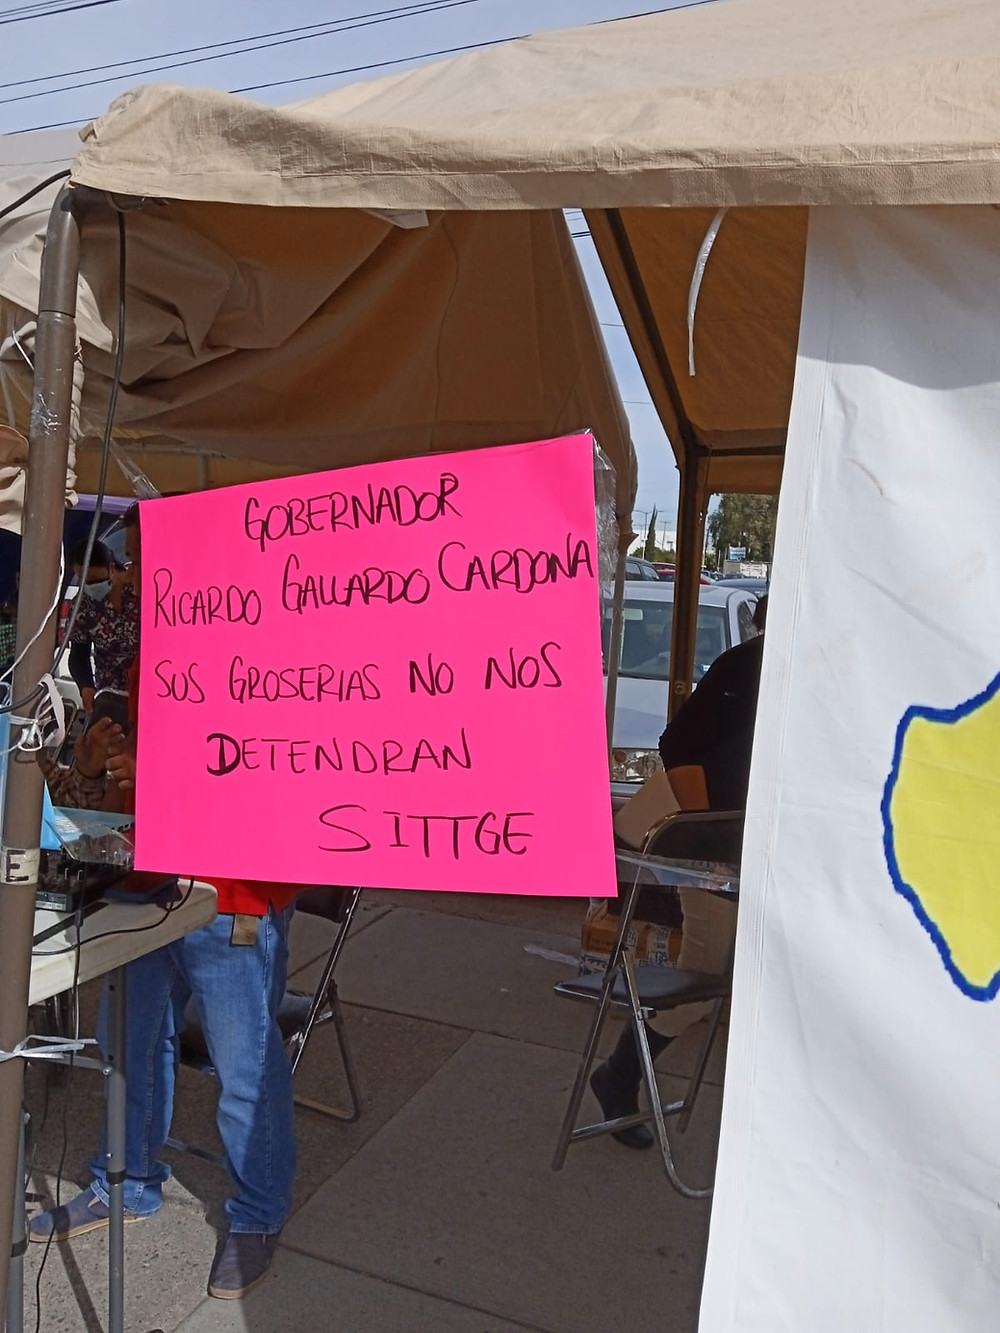 GOBERNADOR
RICARDO GALLARDO CARDONA
SUS GROSERIAS NO NOS
DETENDRAN
SITTGE
E